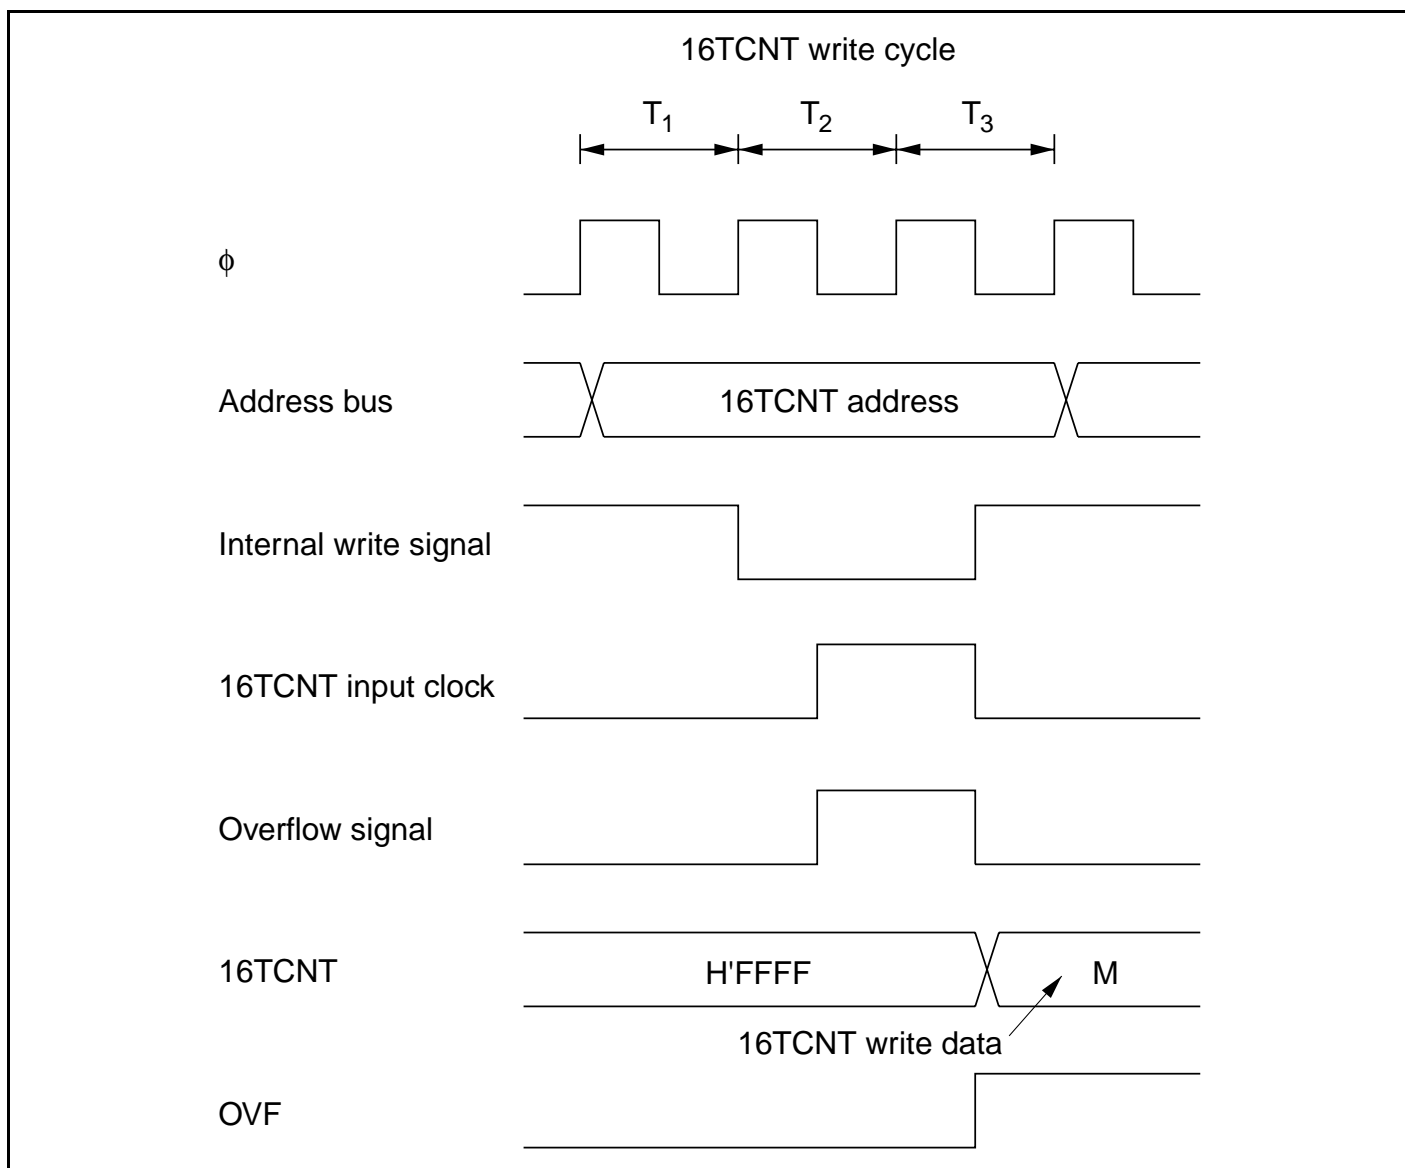 16TCNT write cycle
T1 T2 T3
φ
Address bus
16TCNT address
Internal write signal
16TCNT input clock
Overflow signal
16TCNT
H'FFFF
M
16TCNT write data
OVF